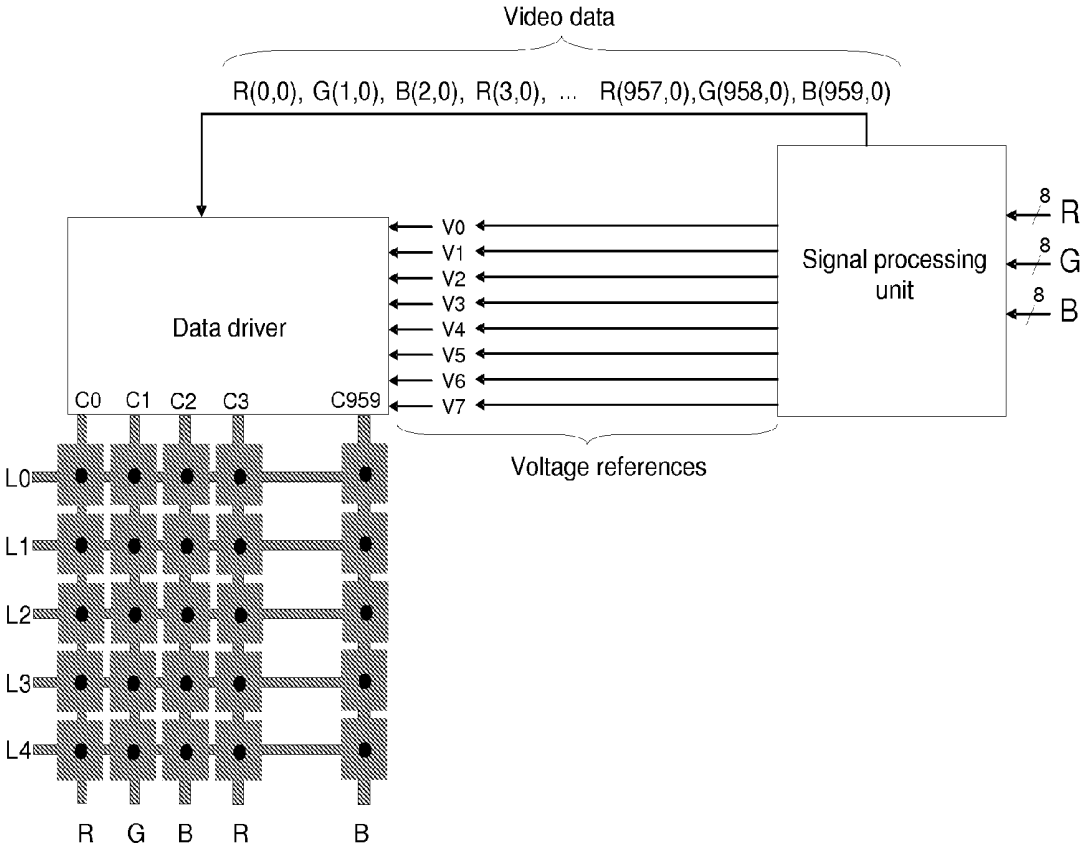 Video data
R(0,0), G(1,0), B(2,0), R(3,0), ... R(957,0),G(958,0), B(959,0)
8
R
8
G
8
B
Signal processing
unit
V0
V1
V2
V3
V4
V5
V6
V7
Voltage references
Data driver
C0 C1 C2 C3 C959
L0
L1
L2
L3
L4
R G B R B